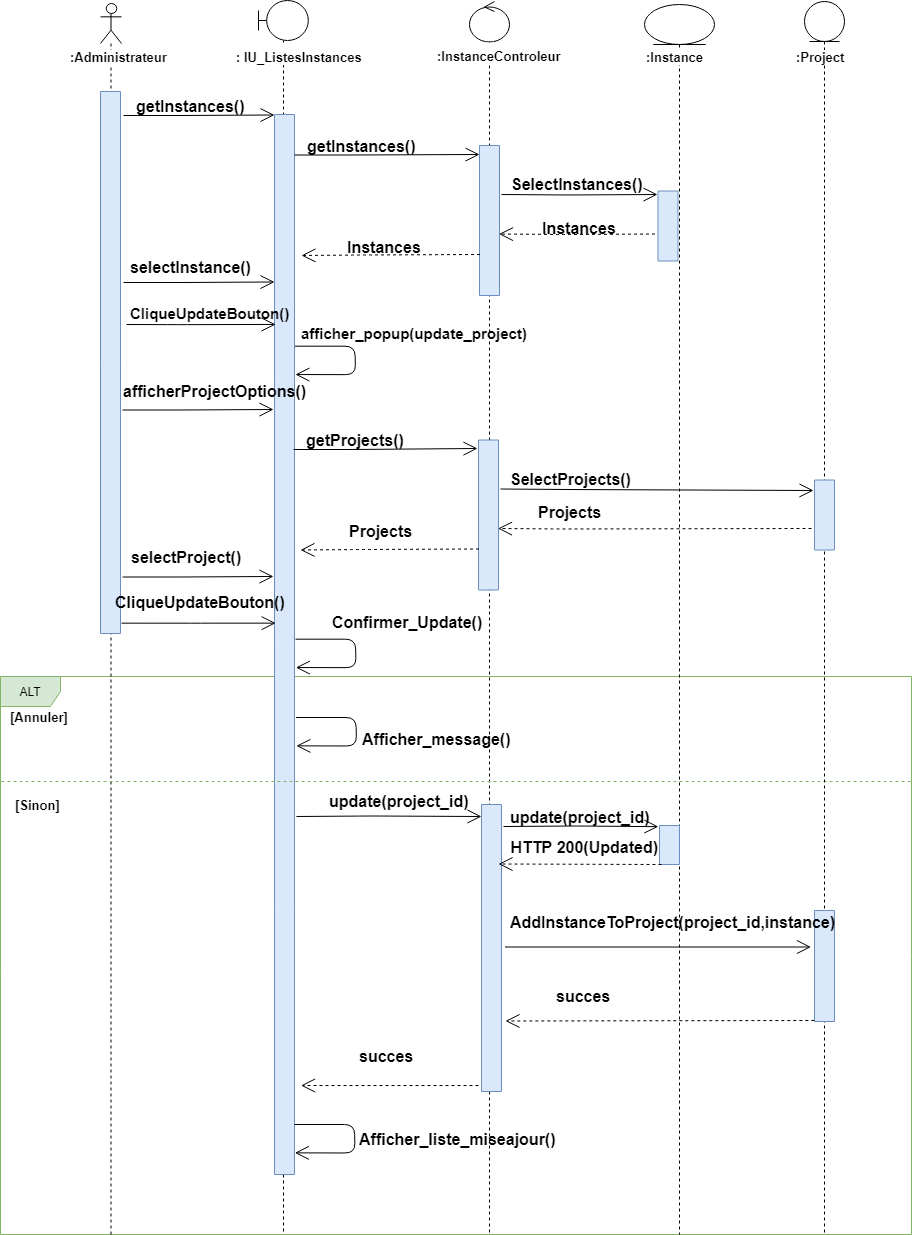 :Administrateur
: IU_ListesInstances
:InstanceControleur
:Instance
:Project
getInstances()
getInstances()
SelectInstances()
Instances
Instances
selectInstance()
CliqueUpdateBouton()
afficher_popup(update_project)
afficherProjectOptions()
getProjects()
SelectProjects()
Projects
Projects
selectProject()
CliqueUpdateBouton()
Confirmer_Update()
ALT
[Annuler]
Afficher_message()
[Sinon]
update(project_id)
update(project_id)
HTTP 200(Updated)
AddInstanceToProject(project_id,instance)
succes
succes
Afficher_liste_miseajour()